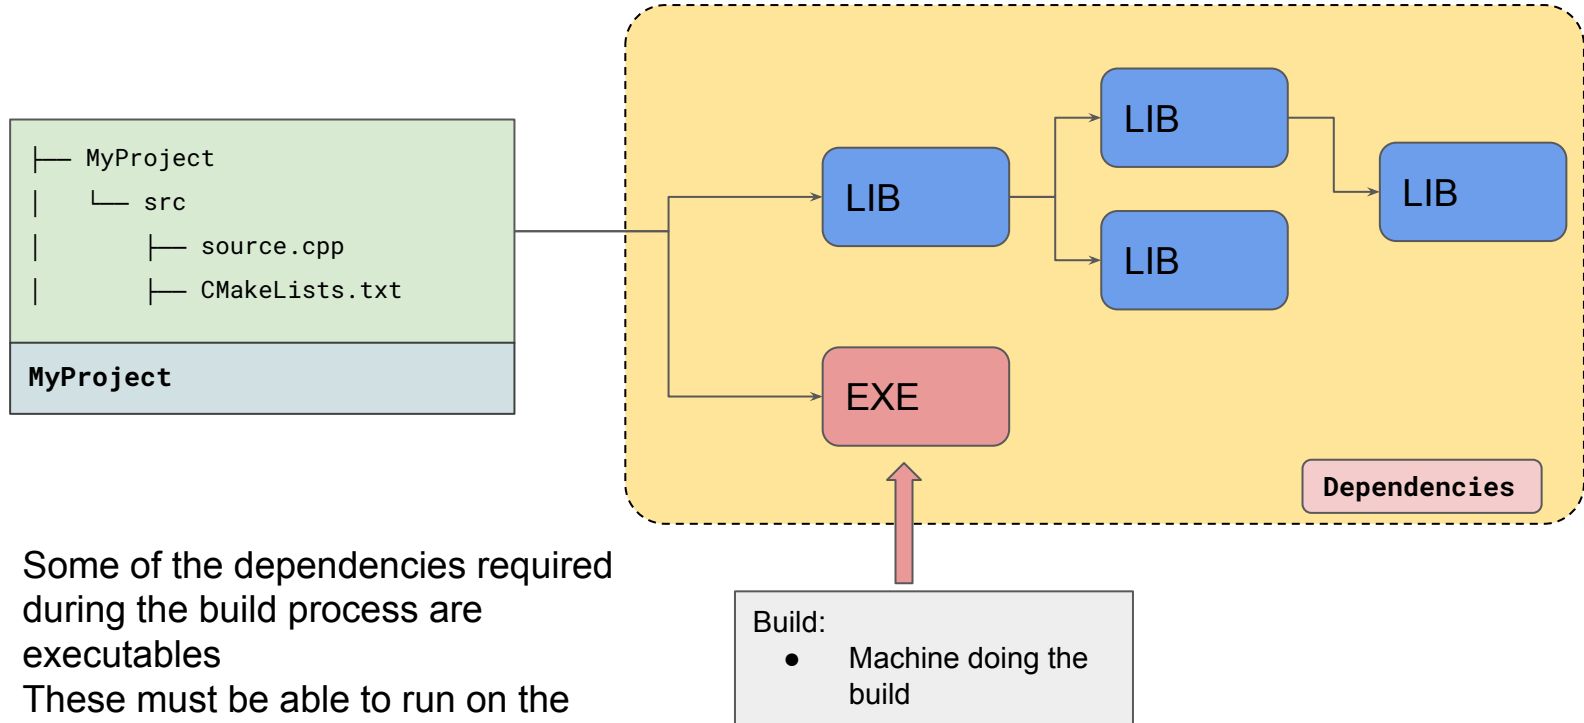 ├── MyProject
│   └── src
│       ├── source.cpp
│       ├── CMakeLists.txt
MyProject
LIB
LIB
LIB
LIB
EXE
Dependencies
Some of the dependencies required
during the build process are
executables
These must be able to run on the
Build:
● Machine doing the
build